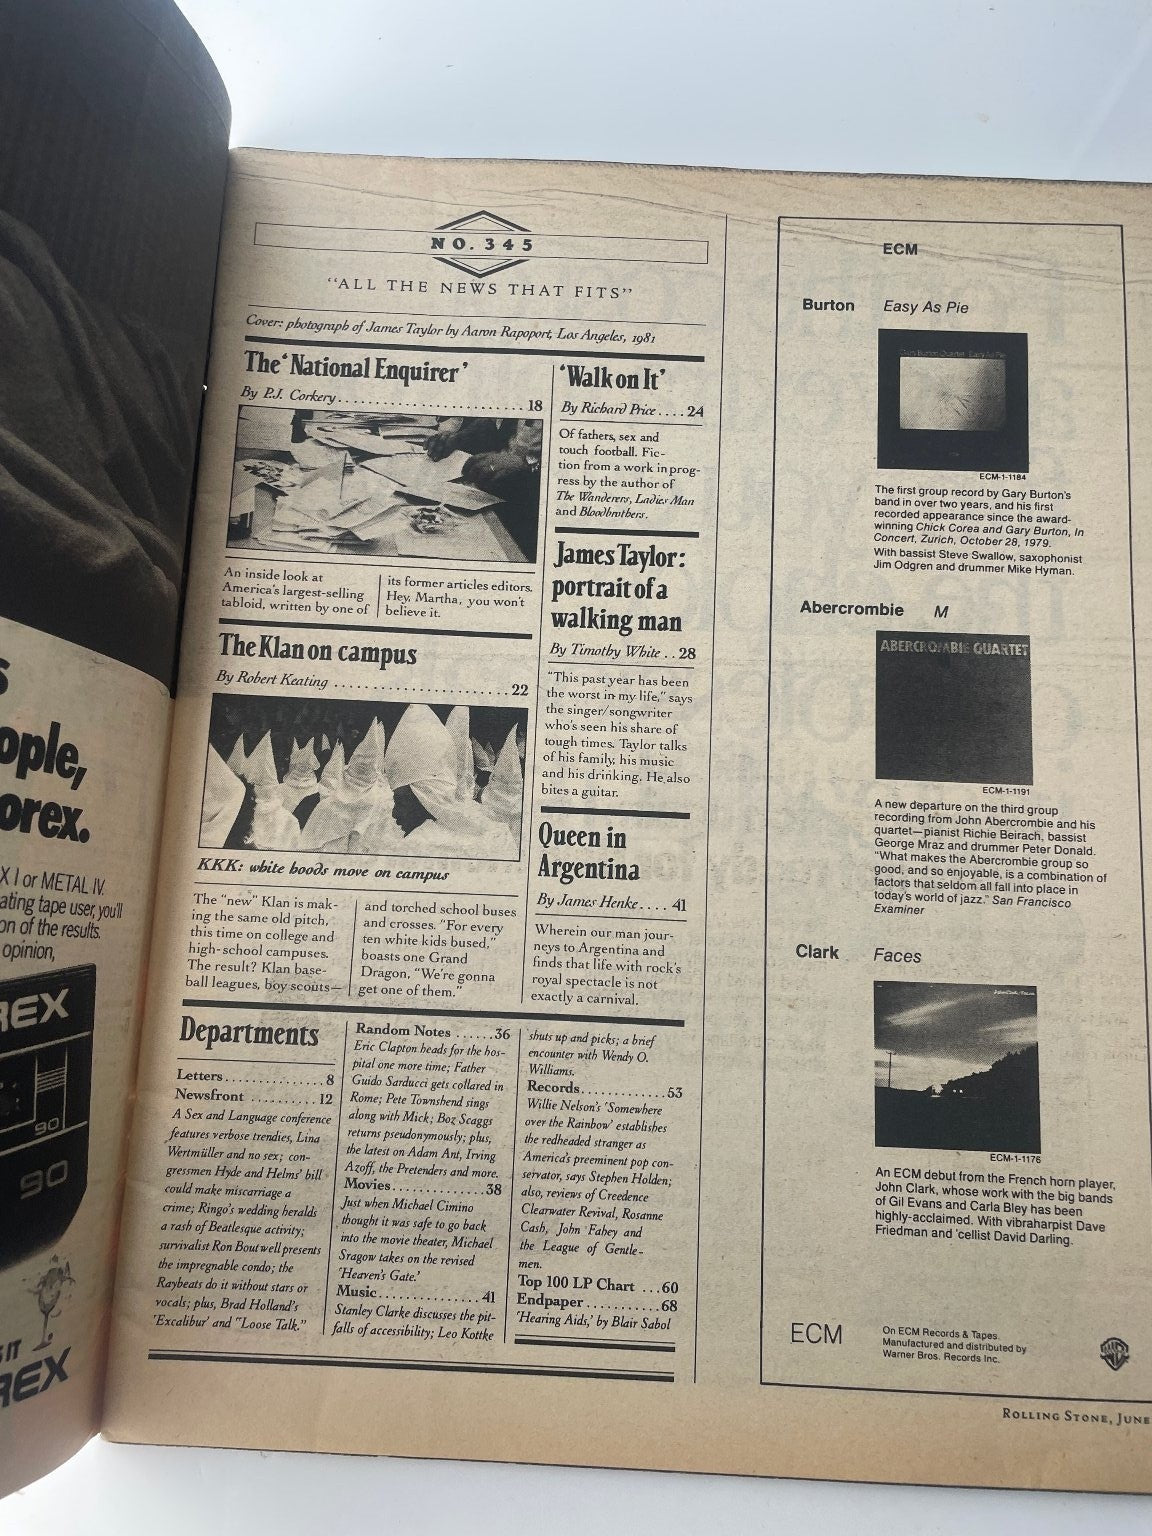 NO. 345
"ALL THE NEWS THAT FITS"
Cover: photograph of James Taylor by Aaron Rapoport, Los Angeles, 1981
The 'National Enquirer'
By P.J. Corkery......................... 18
An inside look at
America's largest-selling
tabloid, written by one of
its former articles editors.
Hey, Martha, you won't
believe it.
The Klan on campus
By Robert Keating ........................ 22
KKK: white hoods move on campus
The "new" Klan is mak-
ing the same old pitch,
this time on college and
high-school campuses.
The result? Klan base-
ball leagues, boy scouts—
and torched school buses
and crosses. "For every
ten white kids bused,"
boasts one Grand
Dragon, "We're gonna
get one of them."
'Walk on It'
By Richard Price.... 24
Of fathers, sex and
touch football. Fic-
tion from a work in prog-
ress by the author of
The Wanderers, Ladies Man
and Bloodbrothers.
James Taylor:
portrait of a
walking man
By Timothy White .. 28
"This past year has been
the worst in my life," says
the singer/songwriter
who's seen his share of
tough times. Taylor talks
of his family, his music
and his drinking. He also
bites a guitar.
Queen in
Argentina
By James Henke.... 41
Wherein our man jour-
neys to Argentina and
finds that life with rock's
royal spectacle is not
exactly a carnival.
Departments
Letters............. 8
Newsfront .......... 12
A Sex and Language conference
features verbose trendies, Lina
Wertmüller and no sex; con-
gressmen Hyde and Helms' bill
could make miscarriage a
crime; Ringo's wedding heralds
a rash of Beatlesque activity;
survivalist Ron Boutwell presents
the impregnable condo; the
Raybeats do it without stars or
vocals; plus, Brad Holland's
'Excalibur' and "Loose Talk."
Random Notes ......36
Eric Clapton heads for the hos-
pital one more time; Father
Guido Sarducci gets collared in
Rome; Pete Townshend sings
along with Mick; Boz Scaggs
returns pseudonymously; plus,
the latest on Adam Ant, Irving
Azoff, the Pretenders and more.
Movies..............38
Just when Michael Cimino
thought it was safe to go back
into the movie theater, Michael
Sragow takes on the revised
'Heaven's Gate.'
Music...............41
Stanley Clarke discusses the pit-
falls of accessibility; Leo Kottke
shuts up and picks; a brief
encounter with Wendy O.
Williams.
Records.............53
Willie Nelson's 'Somewhere
over the Rainbow' establishes
the redheaded stranger as
America's preeminent pop con-
servator, says Stephen Holden;
also, reviews of Creedence
Clearwater Revival, Rosanne
Cash, John Fahey and
the League of Gentle-
men.
Top 100 LP Chart ...60
Endpaper...........68
'Hearing Aids,' by Blair Sabol
ECM
Burton Easy As Pie
Gary Burton Quartet Easy As Pie
ECM-1-1184
The first group record by Gary Burton's
band in over two years, and his first
recorded appearance since the award-
winning Chick Corea and Gary Burton, In
Concert, Zurich, October 28, 1979.
With bassist Steve Swallow, saxophonist
Jim Odgren and drummer Mike Hyman.
Abercrombie M
ABERCROMBIE QUARTET
ECM-1-1191
A new departure on the third group
recording from John Abercrombie and his
quartet—pianist Richie Beirach, bassist
George Mraz and drummer Peter Donald.
"What makes the Abercrombie group so
good, and so enjoyable, is a combination of
factors that seldom all fall into place in
today's world of jazz." San Francisco
Examiner
Clark Faces
ECM-1-1176
An ECM debut from the French horn player,
John Clark, whose work with the big bands
of Gil Evans and Carla Bley has been
highly-acclaimed. With vibraharpist Dave
Friedman and 'cellist David Darling.
ECM
On ECM Records & Tapes.
Manufactured and distributed by
Warner Bros. Records Inc.
ROLLING STONE, JUNE
ople,
orex.
X I or METAL IV.
ating tape user, you'll
on of the results.
opinion,
REX
90
90
IT
REX